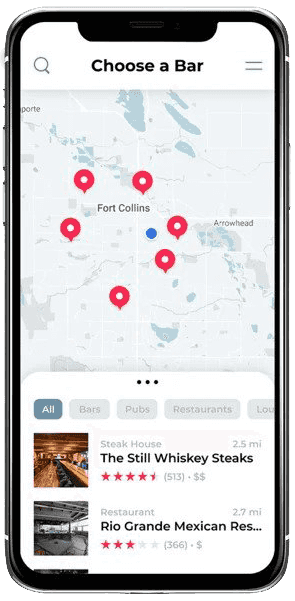 Choose a Bar
porte
Fort Collins
Arrowhead
All
Bars
Pubs
Restaurants
Lou
Steak House
2.5 mi
The Still Whiskey Steaks
(513) • $$
Restaurant
2.7 mi
Rio Grande Mexican Res...
(366) • $